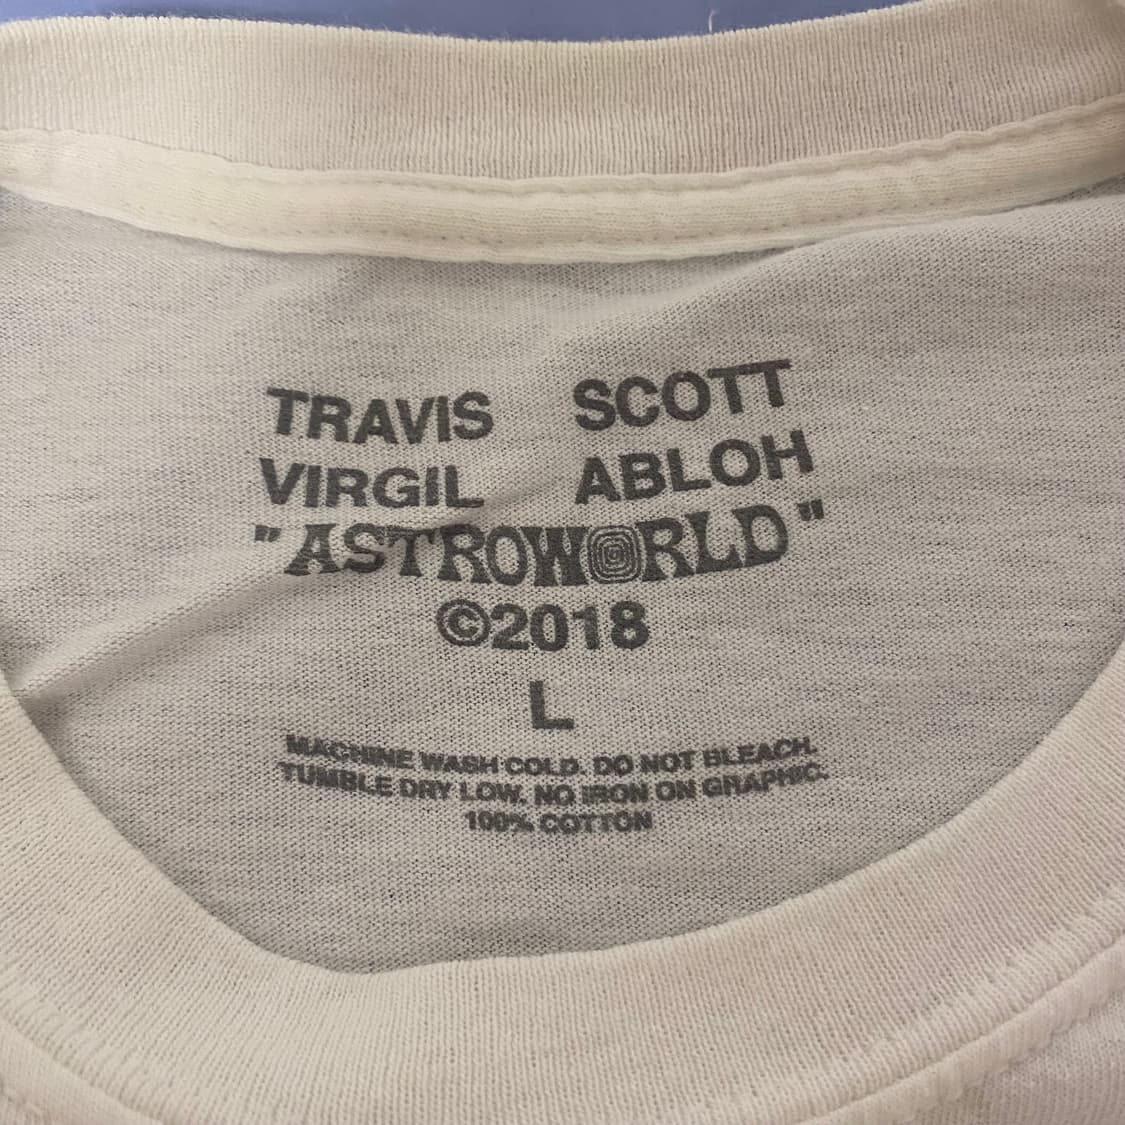 TRAVIS SCOTT
VIRGIL ABLOH
"ASTROWORLD"
©2018
L
MACHINE WASH COLD. DO NOT BLEACH.
TUMBLE DRY LOW. NO IRON ON GRAPHIC.
100% COTTON